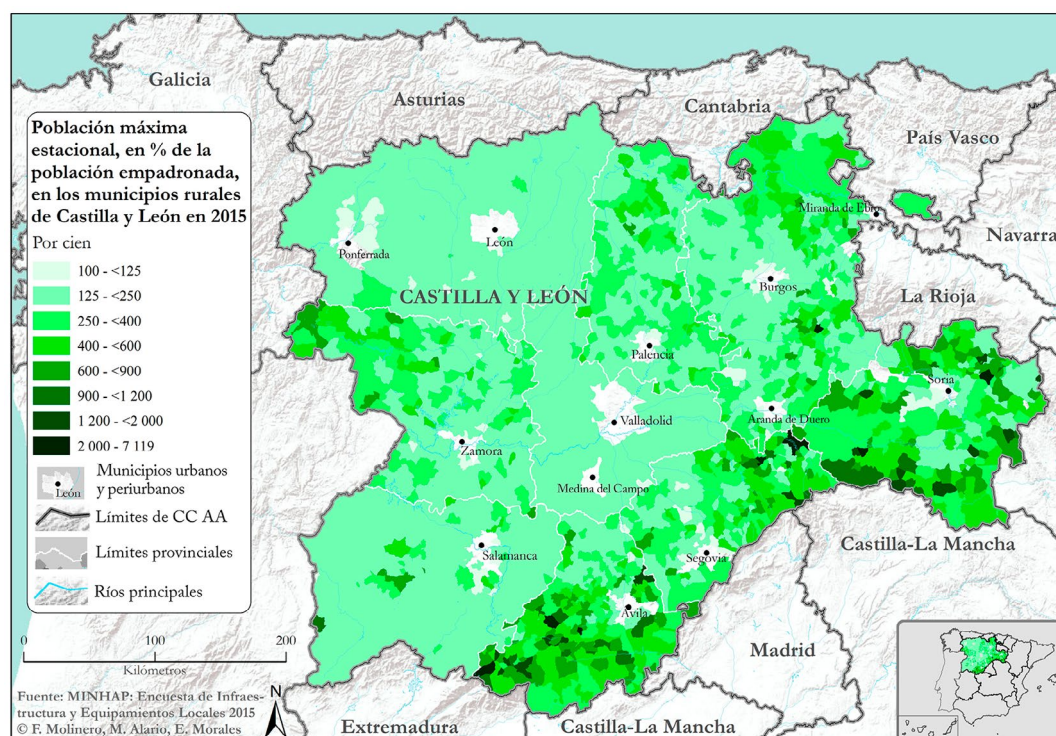 Galicia
Asturias
Cantabria
País Vasco
Navarra
La Rioja
Castilla-La Mancha
Madrid
Castilla-La Mancha
Extremadura
CASTILLA Y LEÓN
Ponferrada
León
Miranda de Ebro
Burgos
Palencia
Soria
Valladolid
Aranda de Duero
Zamora
Medina del Campo
Salamanca
Segovia
Ávila
Población máxima
estacional, en % de la
población empadronada,
en los municipios rurales
de Castilla y León en 2015
Por cien
100 - <125
125 - <250
250 - <400
400 - <600
600 - <900
900 - <1 200
1 200 - <2 000
2 000 - 7 119
León
Municipios urbanos
y periurbanos
Límites de CC AA
Límites provinciales
Ríos principales
0 100 200
Kilómetros
Fuente: MINHAP: Encuesta de Infraes-
tructura y Equipamientos Locales 2015
© F. Molinero, M. Alario, E. Morales
N